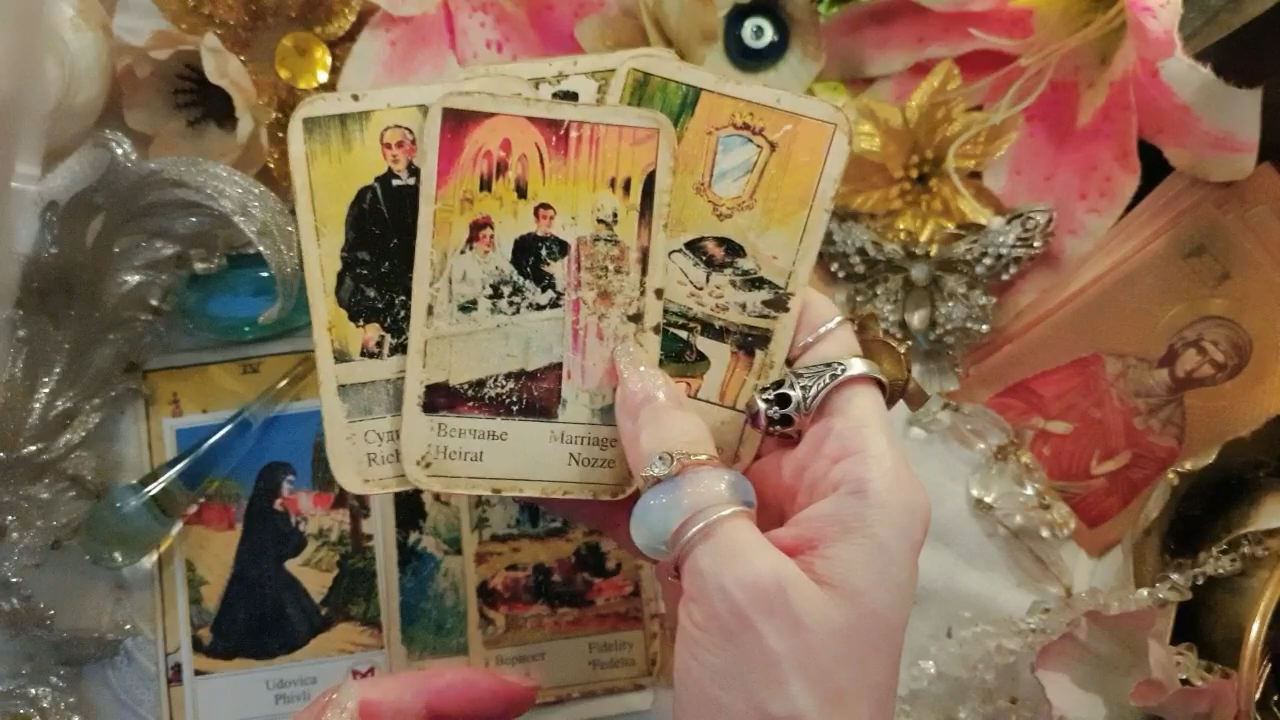 Суд
Rich
Венчање Marriage
Heirat Nozze
IV
Udovica
Phivli
Верност Fidelity
"Fedelta